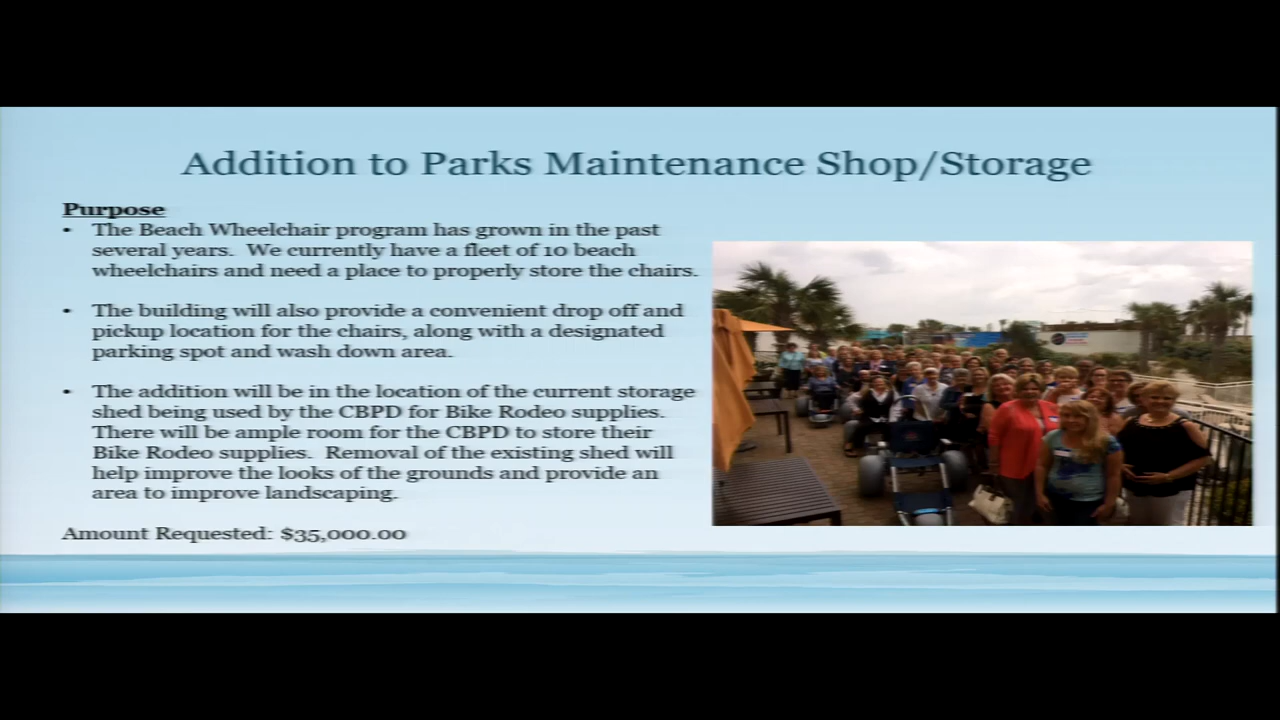 Addition to Parks Maintenance Shop/Storage
Purpose
• The Beach Wheelchair program has grown in the past
several years. We currently have a fleet of 10 beach
wheelchairs and need a place to properly store the chairs.
• The building will also provide a convenient drop off and
pickup location for the chairs, along with a designated
parking spot and wash down area.
• The addition will be in the location of the current storage
shed being used by the CBPD for Bike Rodeo supplies.
There will be ample room for the CBPD to store their
Bike Rodeo supplies. Removal of the existing shed will
help improve the looks of the grounds and provide an
area to improve landscaping.
Amount Requested: $35,000.00